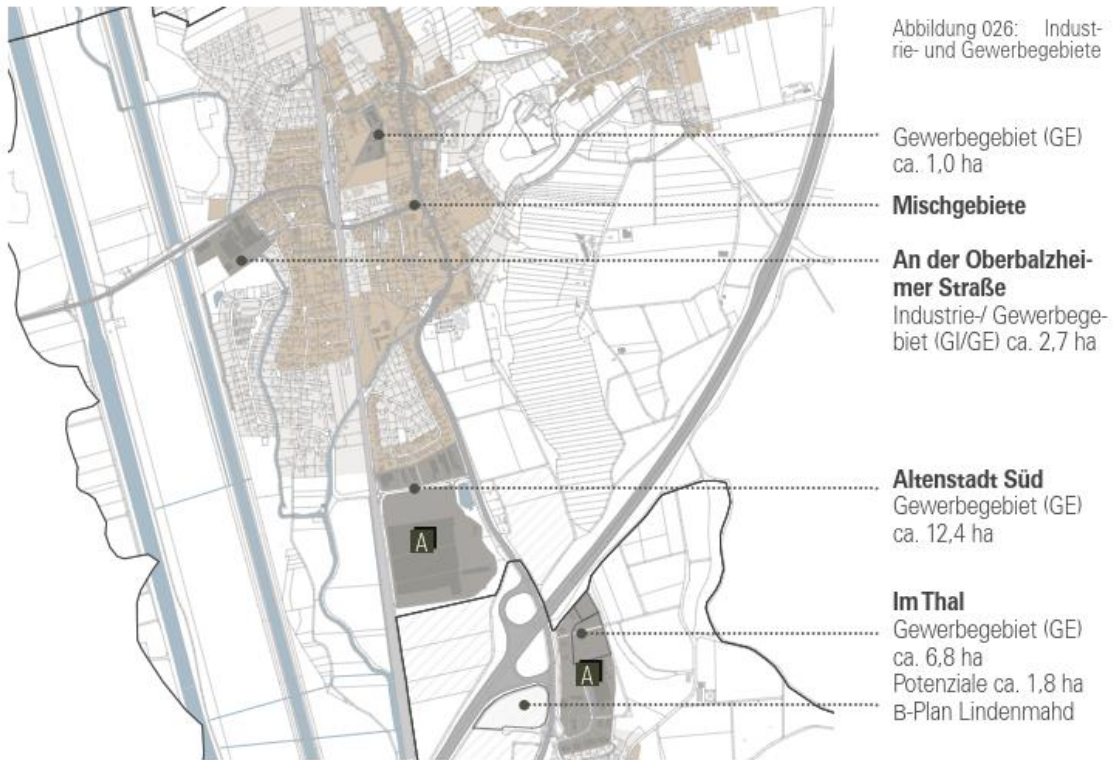 Abbildung 026: Indust-
rie- und Gewerbegebiete
Gewerbegebiet (GE)
ca. 1,0 ha
Mischgebiete
An der Oberbalzhei-
mer Straße
Industrie-/ Gewerbege-
biet (GI/GE) ca. 2,7 ha
Altenstadt Süd
Gewerbegebiet (GE)
ca. 12,4 ha
A
Im Thal
Gewerbegebiet (GE)
ca. 6,8 ha
Potenziale ca. 1,8 ha
B-Plan Lindenmahd
A